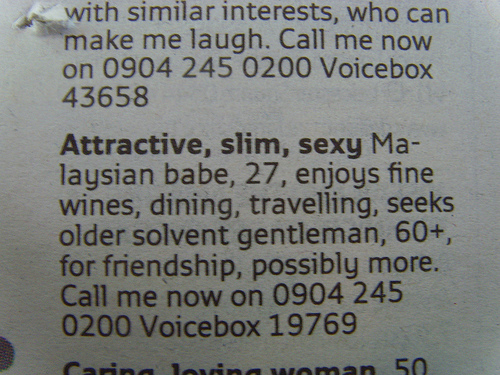 with similar interests, who can
make me laugh. Call me now
on 0904 245 0200 Voicebox
43658
Attractive, slim, sexy Ma-
laysian babe, 27, enjoys fine
wines, dining, travelling, seeks
older solvent gentleman, 60+,
for friendship, possibly more.
Call me now on 0904 245
0200 Voicebox 19769
Caring, loving woman, 50